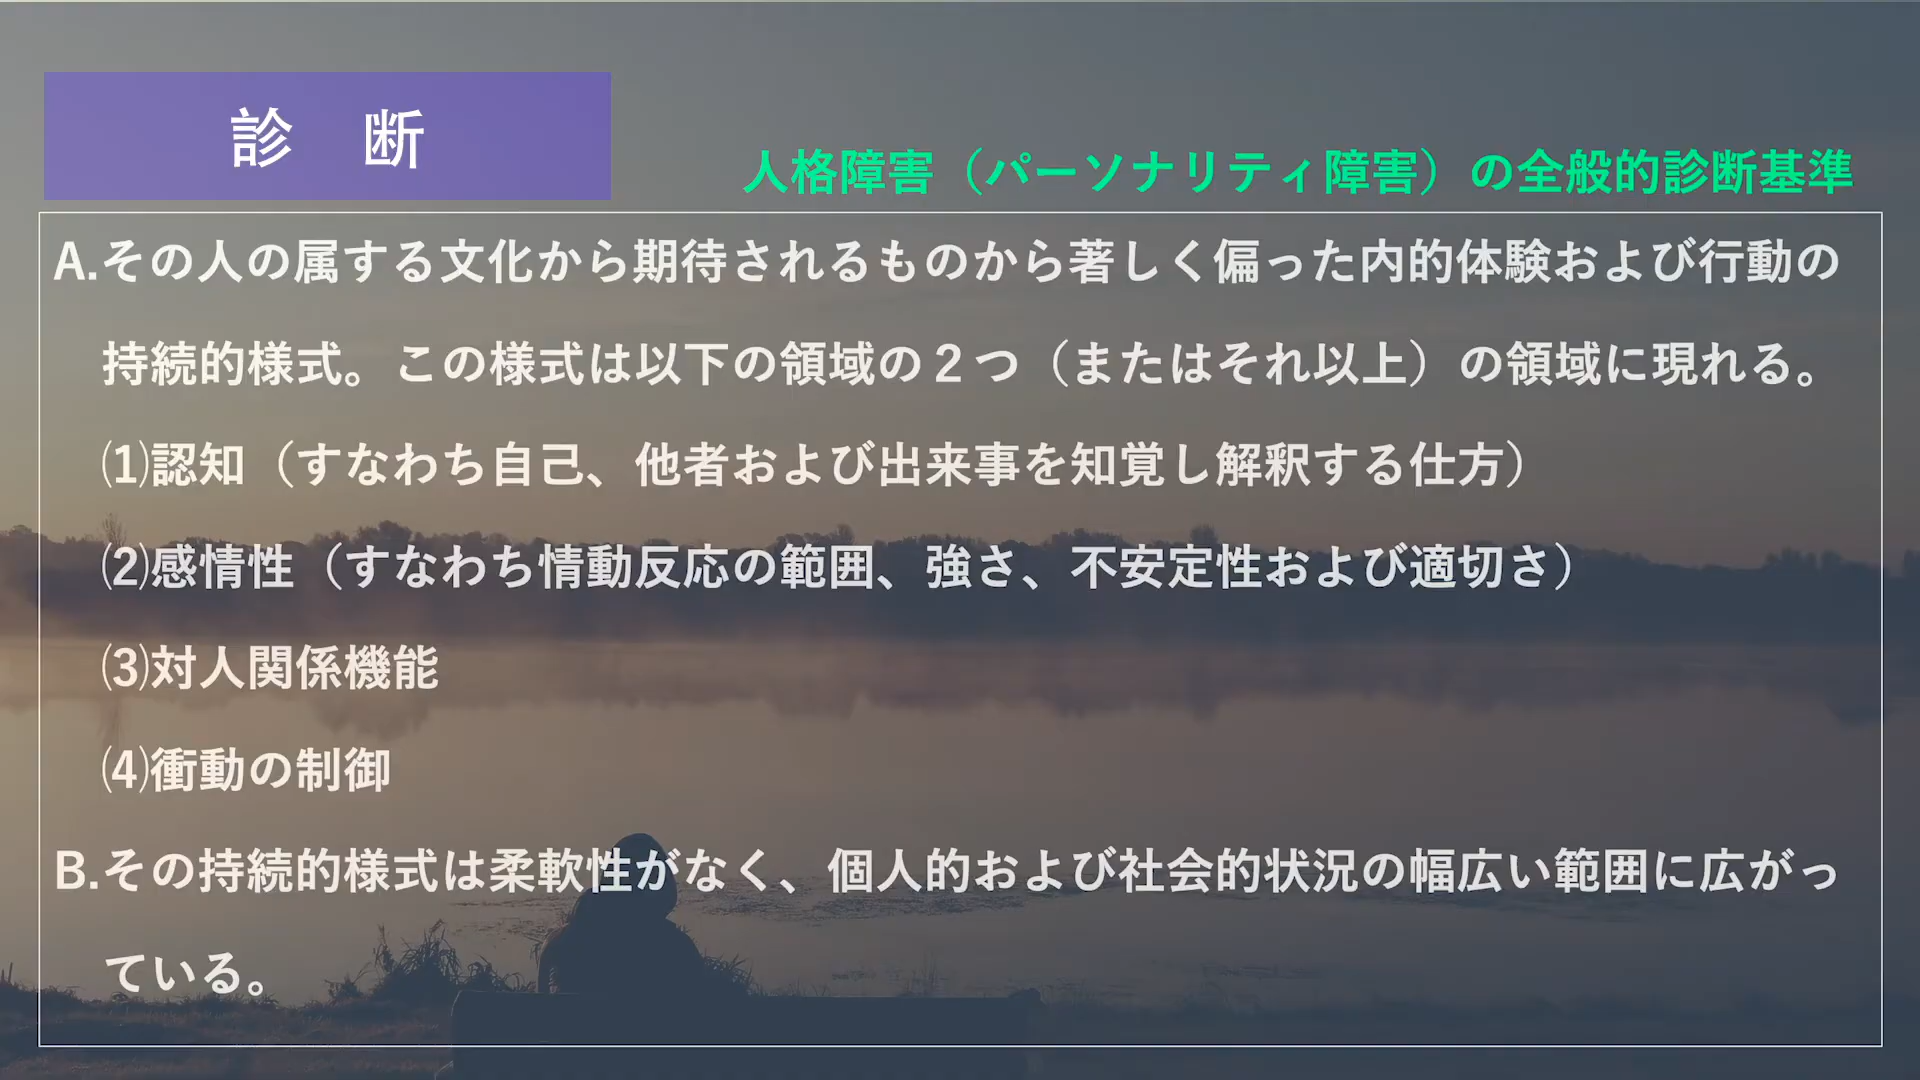 診　断
人格障害（パーソナリティ障害）の全般的診断基準
A.その人の属する文化から期待されるものから著しく偏った内的体験および行動の
持続的様式。この様式は以下の領域の２つ（またはそれ以上）の領域に現れる。
⑴認知（すなわち自己、他者および出来事を知覚し解釈する仕方）
⑵感情性（すなわち情動反応の範囲、強さ、不安定性および適切さ）
⑶対人関係機能
⑷衝動の制御
B.その持続的様式は柔軟性がなく、個人的および社会的状況の幅広い範囲に広がっ
ている。